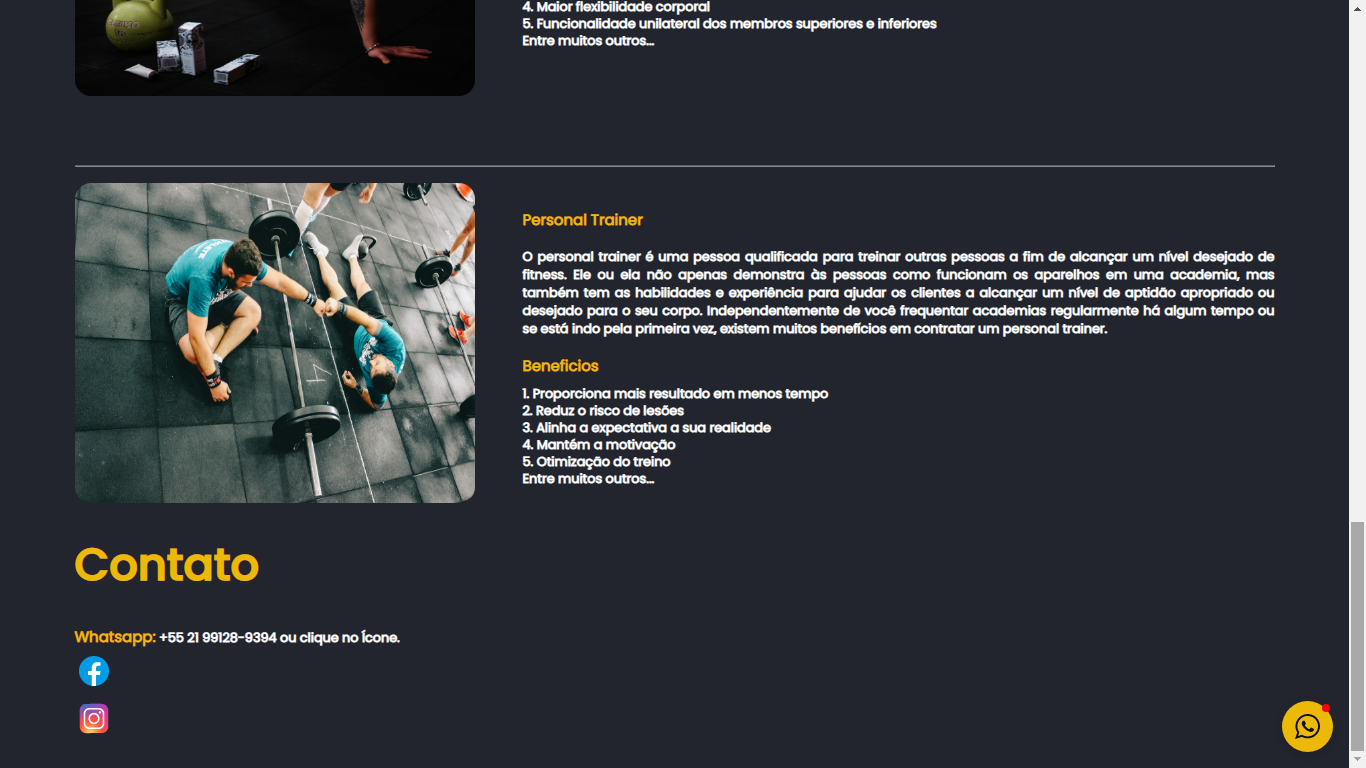 4. Maior flexibilidade corporal
5. Funcionalidade unilateral dos membros superiores e inferiores
Entre muitos outros...
Personal Trainer
O personal trainer é uma pessoa qualificada para treinar outras pessoas a fim de alcançar um nível desejado de
fitness. Ele ou ela não apenas demonstra às pessoas como funcionam os aparelhos em uma academia, mas
também tem as habilidades e experiência para ajudar os clientes a alcançar um nível de aptidão apropriado ou
desejado para o seu corpo. Independentemente de você frequentar academias regularmente há algum tempo ou
se está indo pela primeira vez, existem muitos benefícios em contratar um personal trainer.
Beneficios
1. Proporciona mais resultado em menos tempo
2. Reduz o risco de lesões
3. Alinha a expectativa a sua realidade
4. Mantém a motivação
5. Otimização do treino
Entre muitos outros...
17
Contato
Whatsapp: +55 21 99128-9394 ou clique no Ícone.